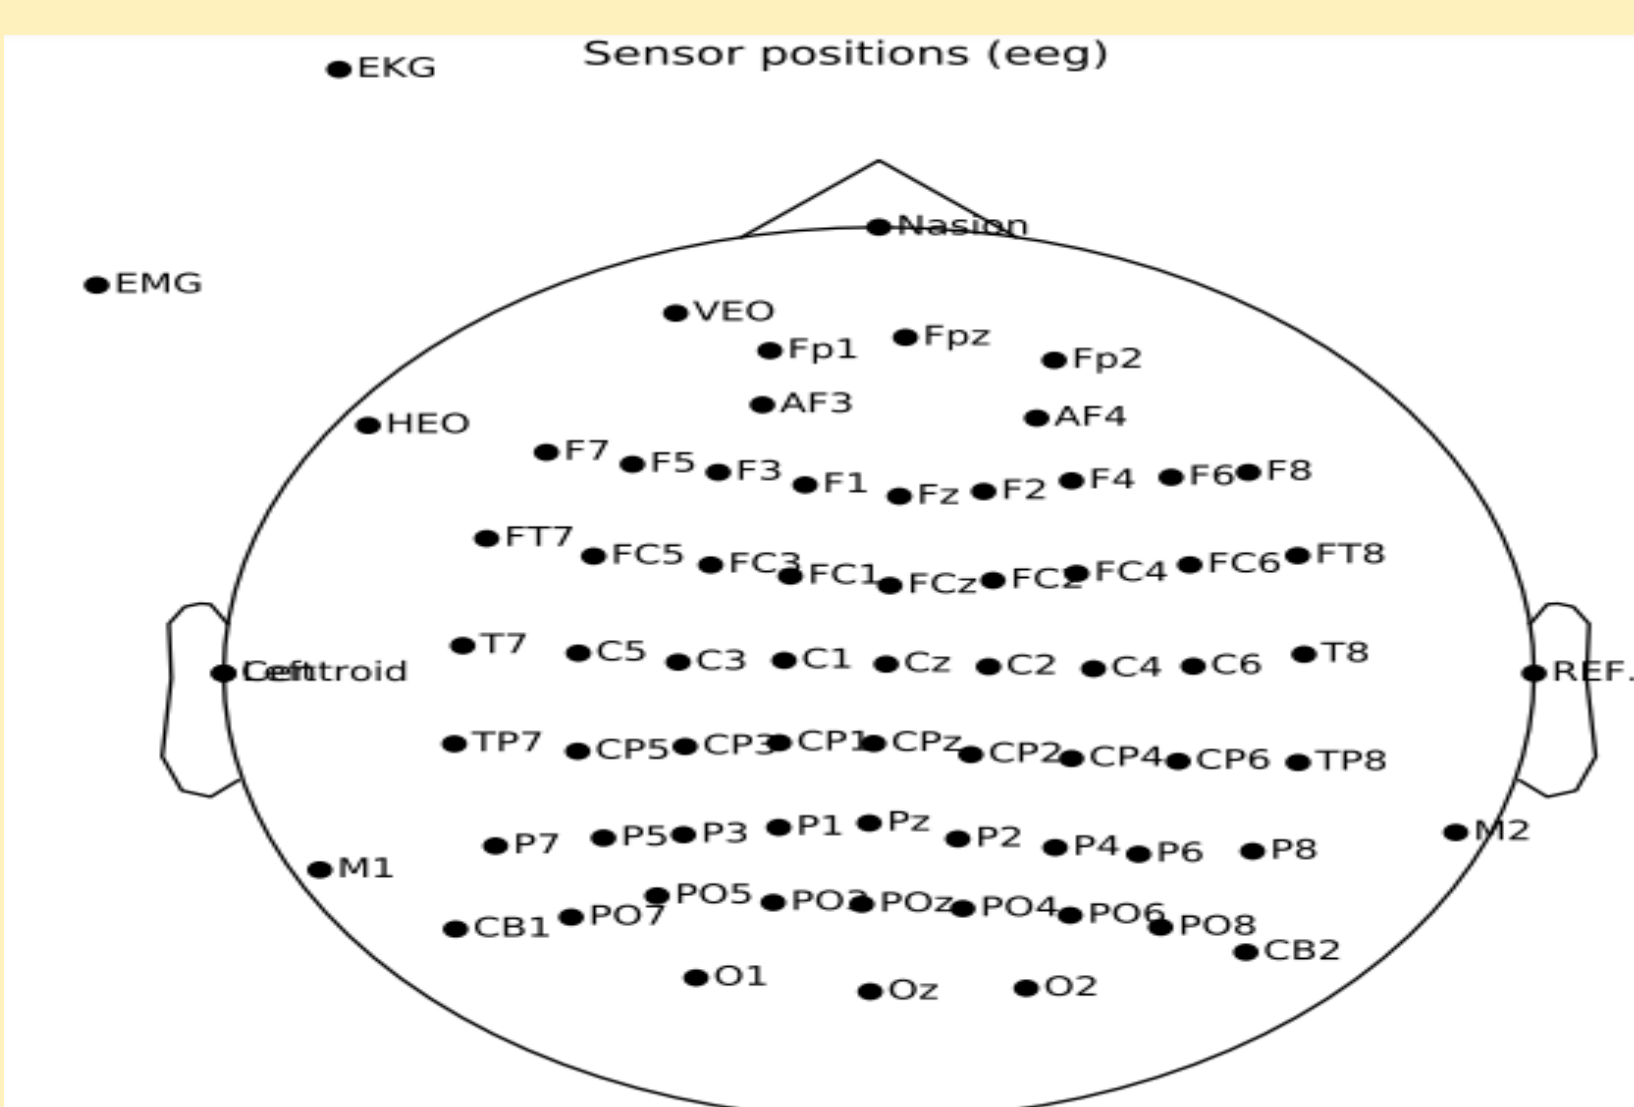 Sensor positions (eeg)
EKG
Nasion
EMG
VEO
Fp1 Fpz Fp2
AF3 AF4
HEO
F7 F5 F3 F1 Fz F2 F4 F6 F8
FT7 FC5 FC3 FC1 FCz FC2 FC4 FC6 FT8
T7 C5 C3 C1 Cz C2 C4 C6 T8
Centroid REF.
TP7 CP5 CP3 CP1 CPz CP2 CP4 CP6 TP8
P7 P5 P3 P1 Pz P2 P4 P6 P8
M1 M2
CB1 PO7 PO5 PO3 POz PO4 PO6 PO8 CB2
O1 Oz O2